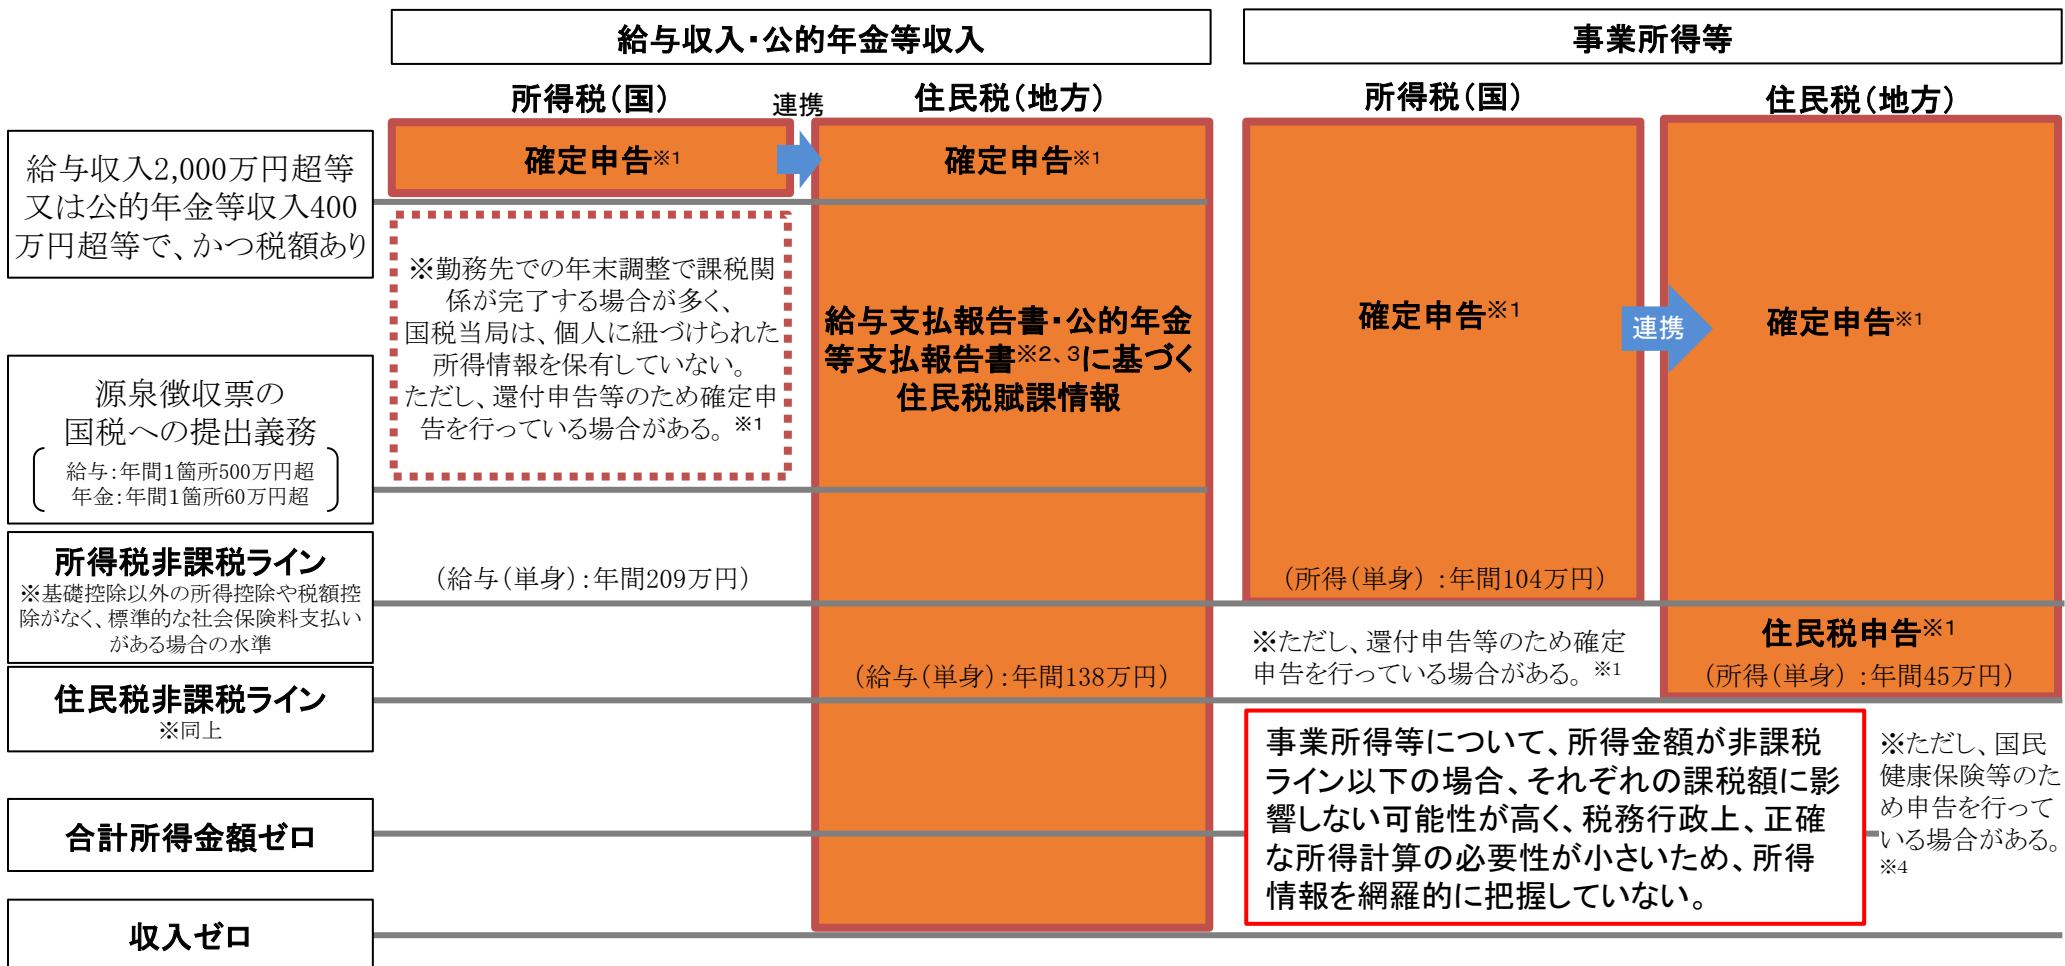 給与収入・公的年金等収入
事業所得等
所得税（国）
連携
住民税（地方）
所得税（国）
住民税（地方）
給与収入2,000万円超等
又は公的年金等収入400
万円超等で、かつ税額あり
確定申告※1
確定申告※1
※勤務先での年末調整で課税関
係が完了する場合が多く、
国税当局は、個人に紐づけられた
所得情報を保有していない。
ただし、還付申告等のため確定申
告を行っている場合がある。※1
給与支払報告書・公的年金
等支払報告書※2、3に基づく
住民税賦課情報
確定申告※1
連携
確定申告※1
源泉徴収票の
国税への提出義務
給与：年間1箇所500万円超
年金：年間1箇所60万円超
所得税非課税ライン
※基礎控除以外の所得控除や税額控
除がなく、標準的な社会保険料支払い
がある場合の水準
（給与（単身）：年間209万円）
（所得（単身）：年間104万円）
※ただし、還付申告等のため確定
申告を行っている場合がある。※1
住民税申告※1
（給与（単身）：年間138万円）
（所得（単身）：年間45万円）
住民税非課税ライン
※同上
事業所得等について、所得金額が非課税
ライン以下の場合、それぞれの課税額に影
響しない可能性が高く、税務行政上、正確
な所得計算の必要性が小さいため、所得
情報を網羅的に把握していない。
※ただし、国民
健康保険等のた
め申告を行って
いる場合がある。
※4
合計所得金額ゼロ
収入ゼロ